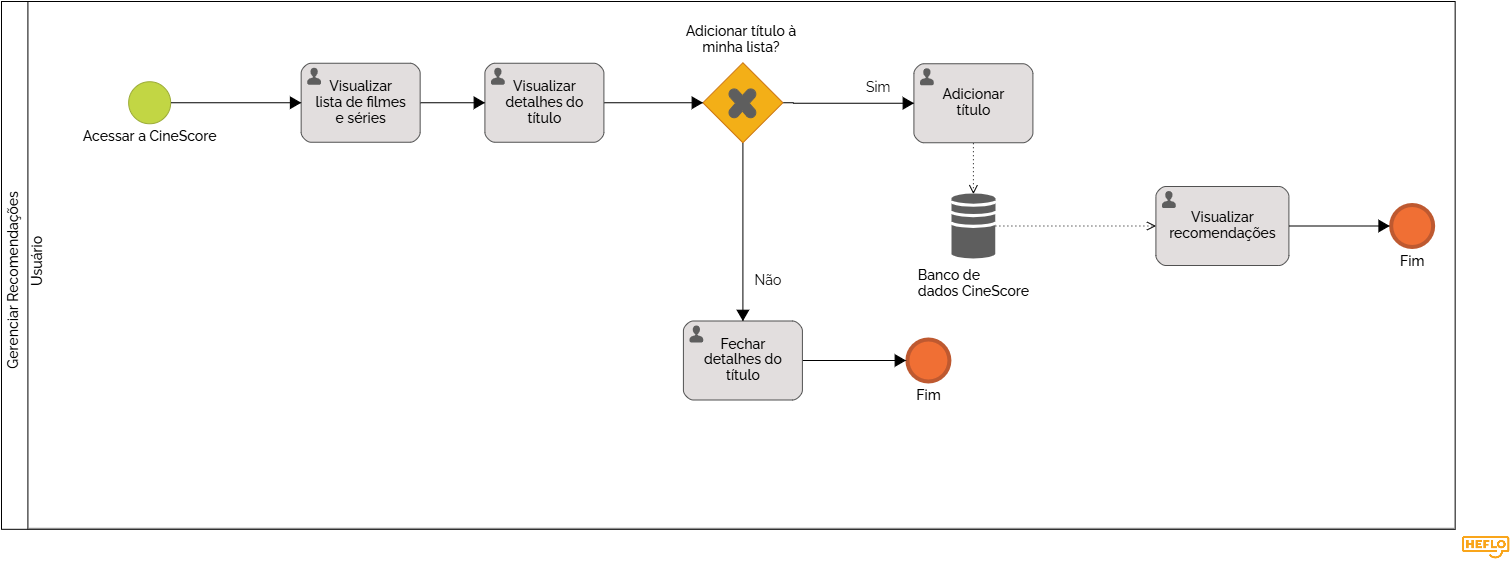 Gerenciar Recomendações
Usuário
Acessar a CineScore
Visualizar
lista de filmes
e séries
Visualizar
detalhes do
título
Adicionar título à
minha lista?
Sim
Adicionar
título
Banco de
dados CineScore
Visualizar
recomendações
Fim
Não
Fechar
detalhes do
título
Fim
HEFLO